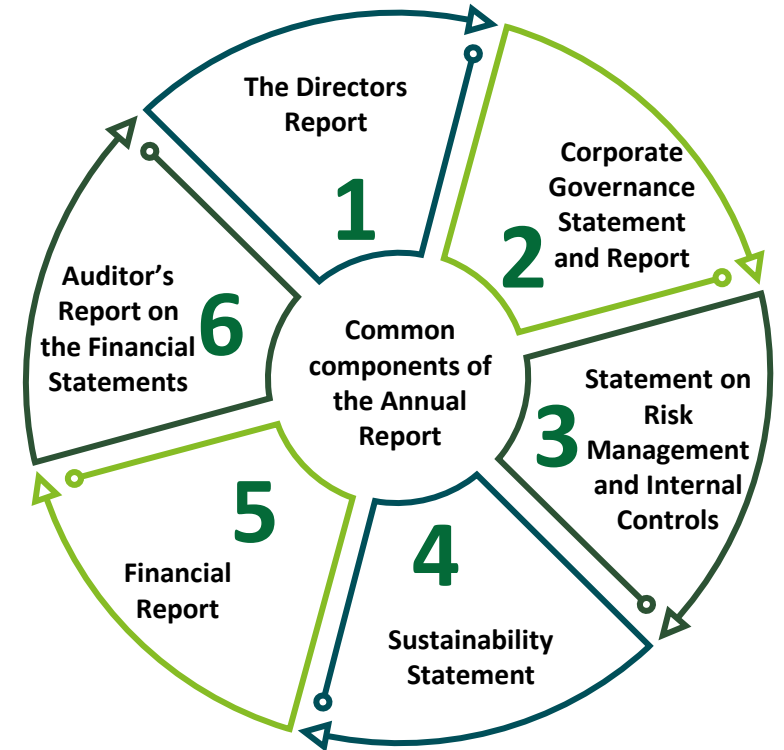 The Directors
Report
1
Corporate
Governance
Statement
and Report
2
Statement on
Risk
Management
and Internal
Controls
3
Sustainability
Statement
4
Financial
Report
5
Auditor’s
Report on
the Financial
Statements
6
Common
components of
the Annual
Report